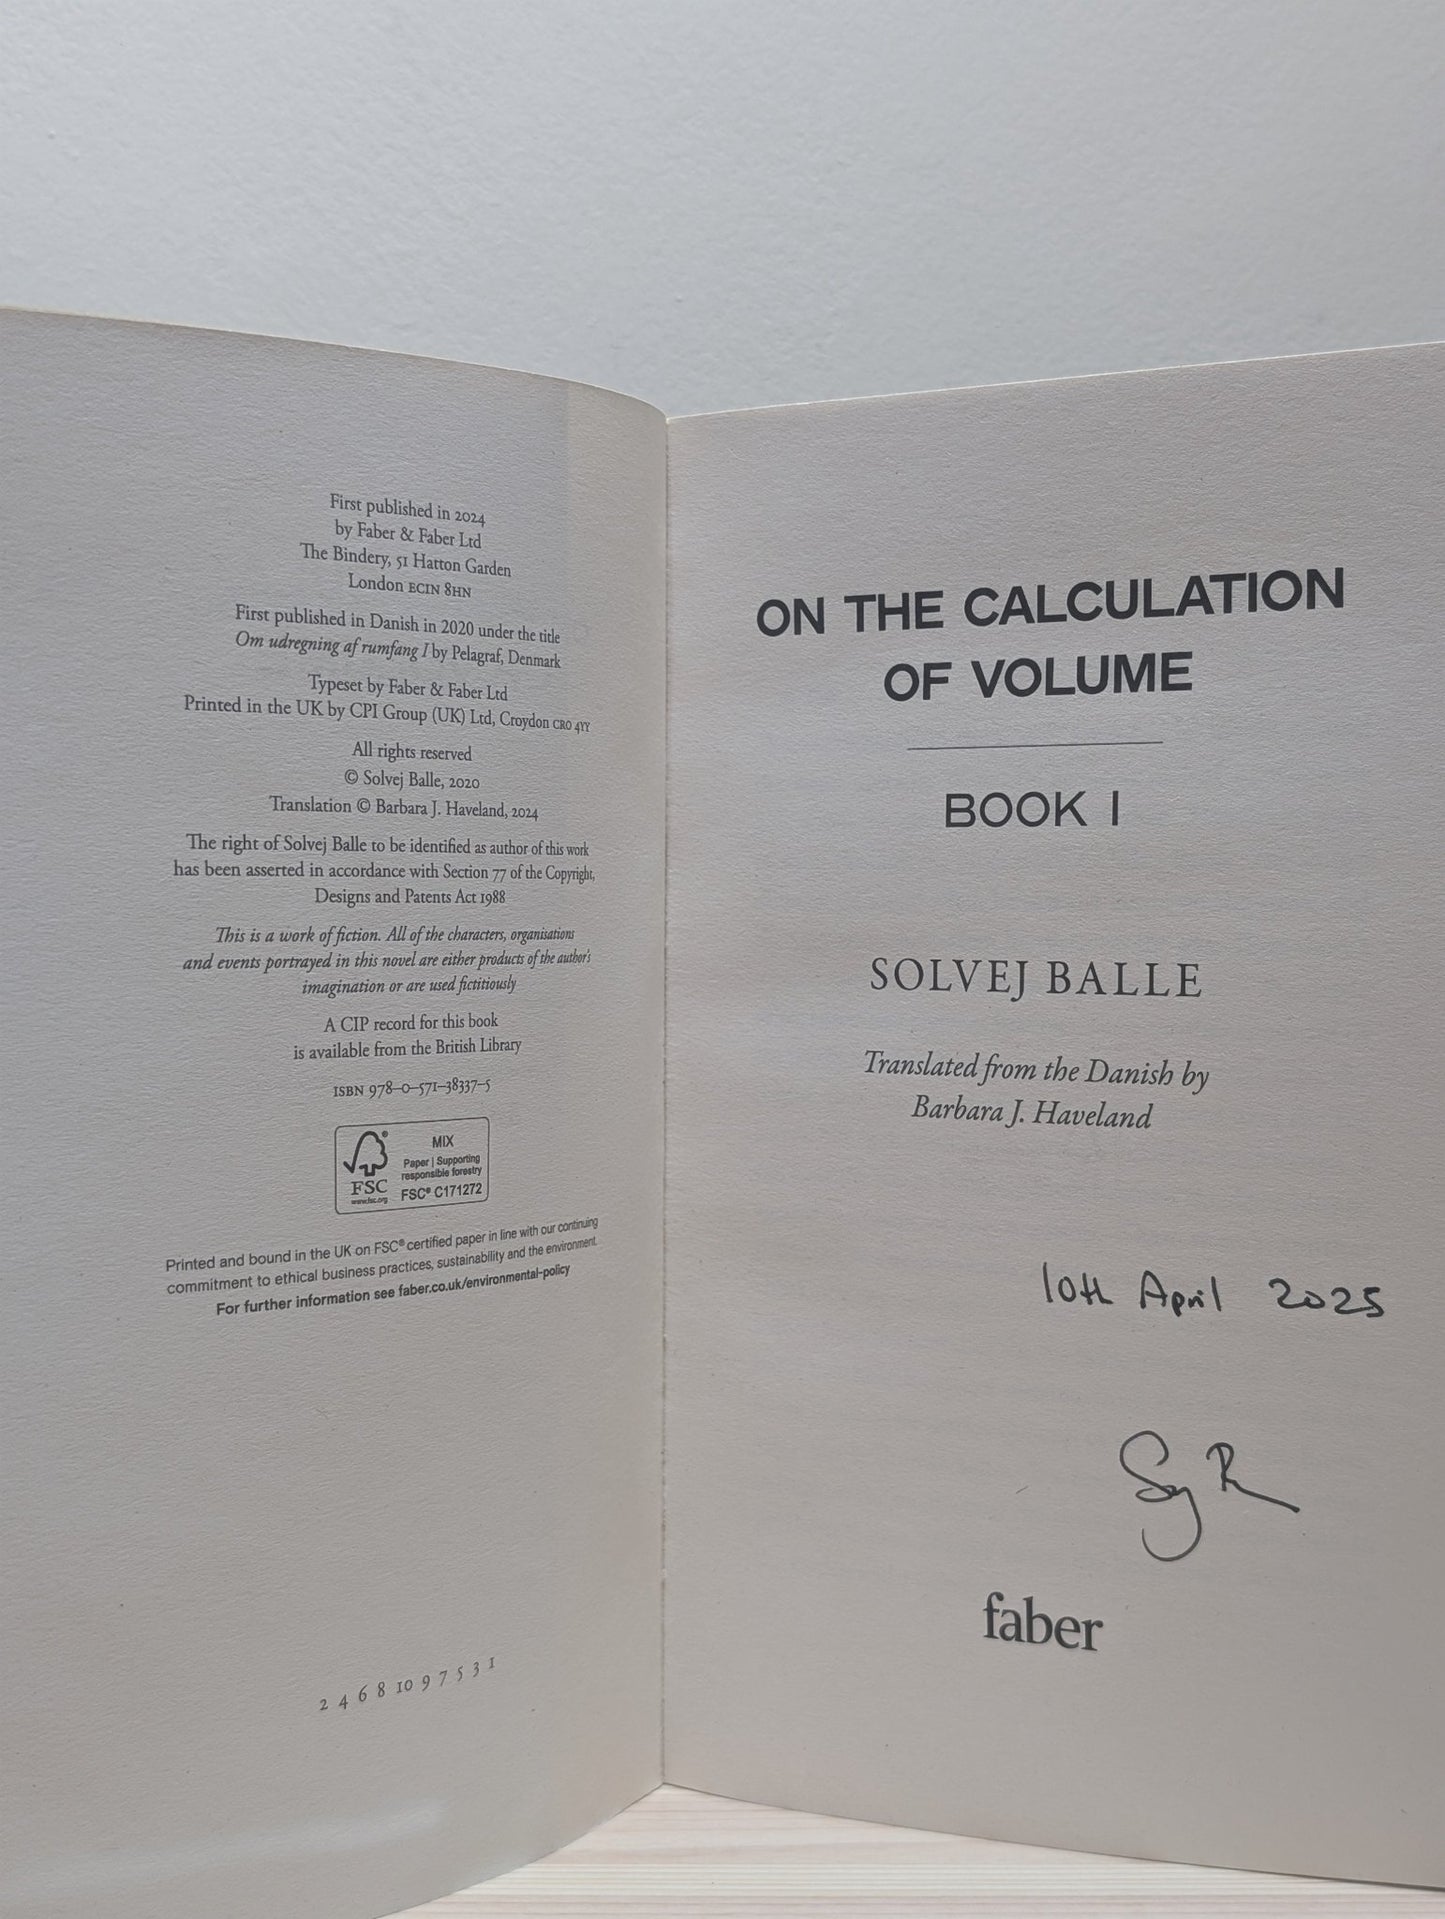 First published in 2024
by Faber & Faber Ltd
The Bindery, 51 Hatton Garden
London EC1N 8HN
First published in Danish in 2020 under the title
Om udregning af rumfang I by Pelagraf, Denmark
Typeset by Faber & Faber Ltd
Printed in the UK by CPI Group (UK) Ltd, Croydon CR0 4YY
All rights reserved
© Solvej Balle, 2020
Translation © Barbara J. Haveland, 2024
The right of Solvej Balle to be identified as author of this work
has been asserted in accordance with Section 77 of the Copyright,
Designs and Patents Act 1988
This is a work of fiction. All of the characters, organisations
and events portrayed in this novel are either products of the author's
imagination or are used fictitiously
A CIP record for this book
is available from the British Library
ISBN 978–0–571–38337–5
MIX
Paper | Supporting
responsible forestry
FSC® C171272
FSC
www.fsc.org
Printed and bound in the UK on FSC® certified paper in line with our continuing
commitment to ethical business practices, sustainability and the environment.
For further information see faber.co.uk/environmental-policy
2 4 6 8 10 9 7 5 3 1
ON THE CALCULATION
OF VOLUME
BOOK I
SOLVEJ BALLE
Translated from the Danish by
Barbara J. Haveland
10th April 2025
faber